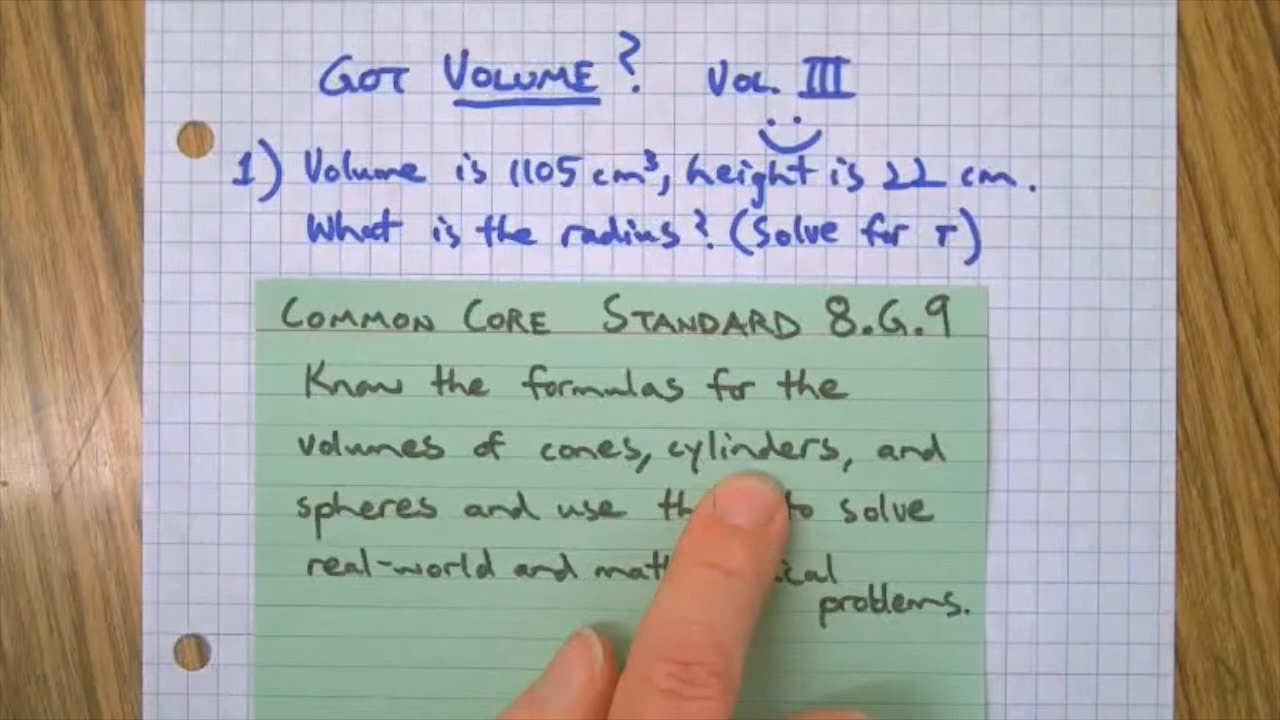 GOT VOLUME? VOL. III
1) Volume is 1105 cm³, height is 22 cm.
What is the radius? (Solve for r)
COMMON CORE STANDARD 8.G.9
Know the formulas for the
volumes of cones, cylinders, and
spheres and use to solve
real-world and
problems.